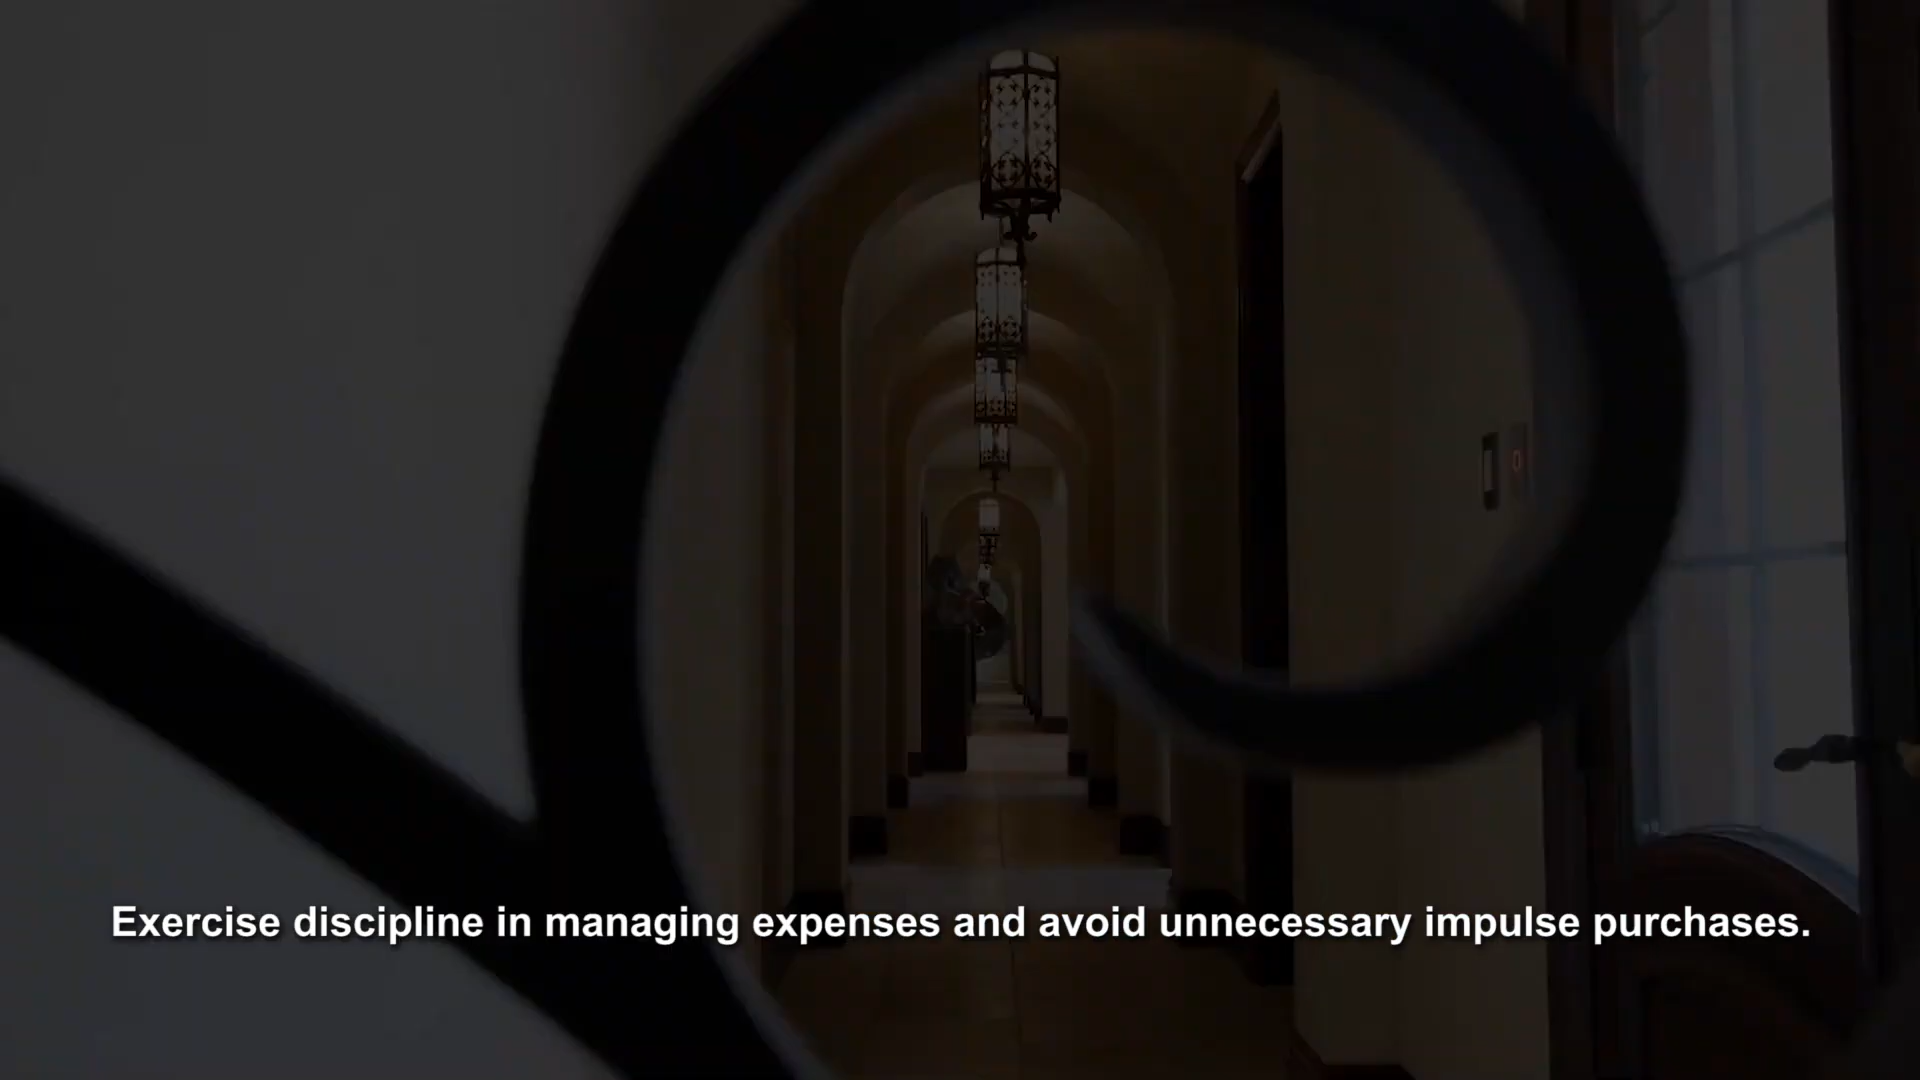 Exercise discipline in managing expenses and avoid unnecessary impulse purchases.